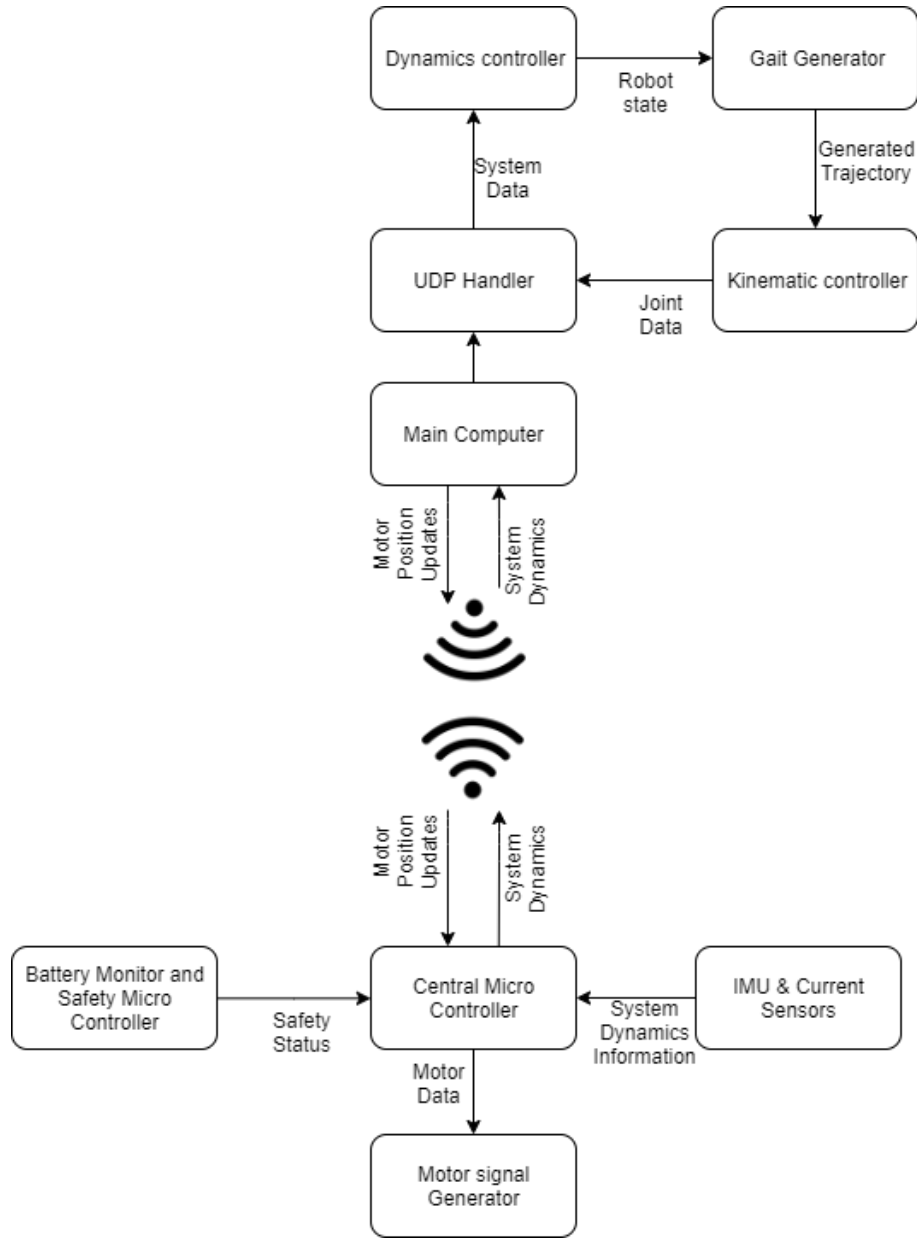 Dynamics controller
Gait Generator
Robot
state
System
Data
Generated
Trajectory
UDP Handler
Kinematic controller
Joint
Data
Main Computer
Motor
Position
Updates
System
Dynamics
Motor
Position
Updates
System
Dynamics
Battery Monitor and
Safety Micro
Controller
Safety
Status
Central Micro
Controller
System
Dynamics
Information
IMU & Current
Sensors
Motor
Data
Motor signal
Generator